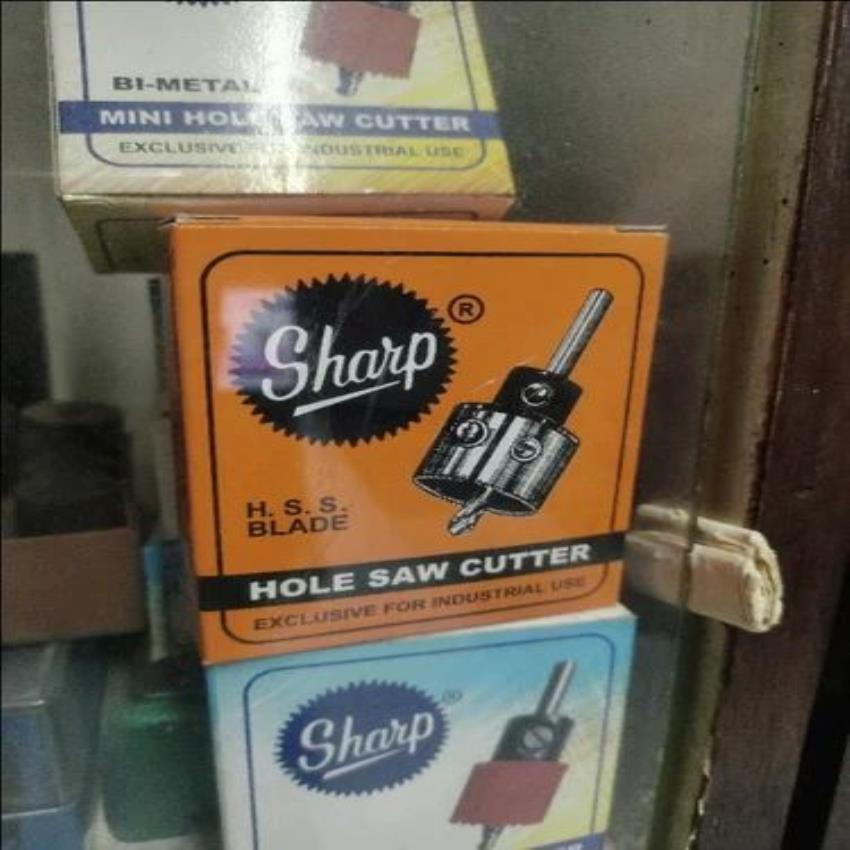 BI-METAL
MINI HOLE SAW CUTTER
EXCLUSIVE FOR INDUSTRIAL USE
Sharp ®
H. S. S.
BLADE
HOLE SAW CUTTER
EXCLUSIVE FOR INDUSTRIAL USE
Sharp ®